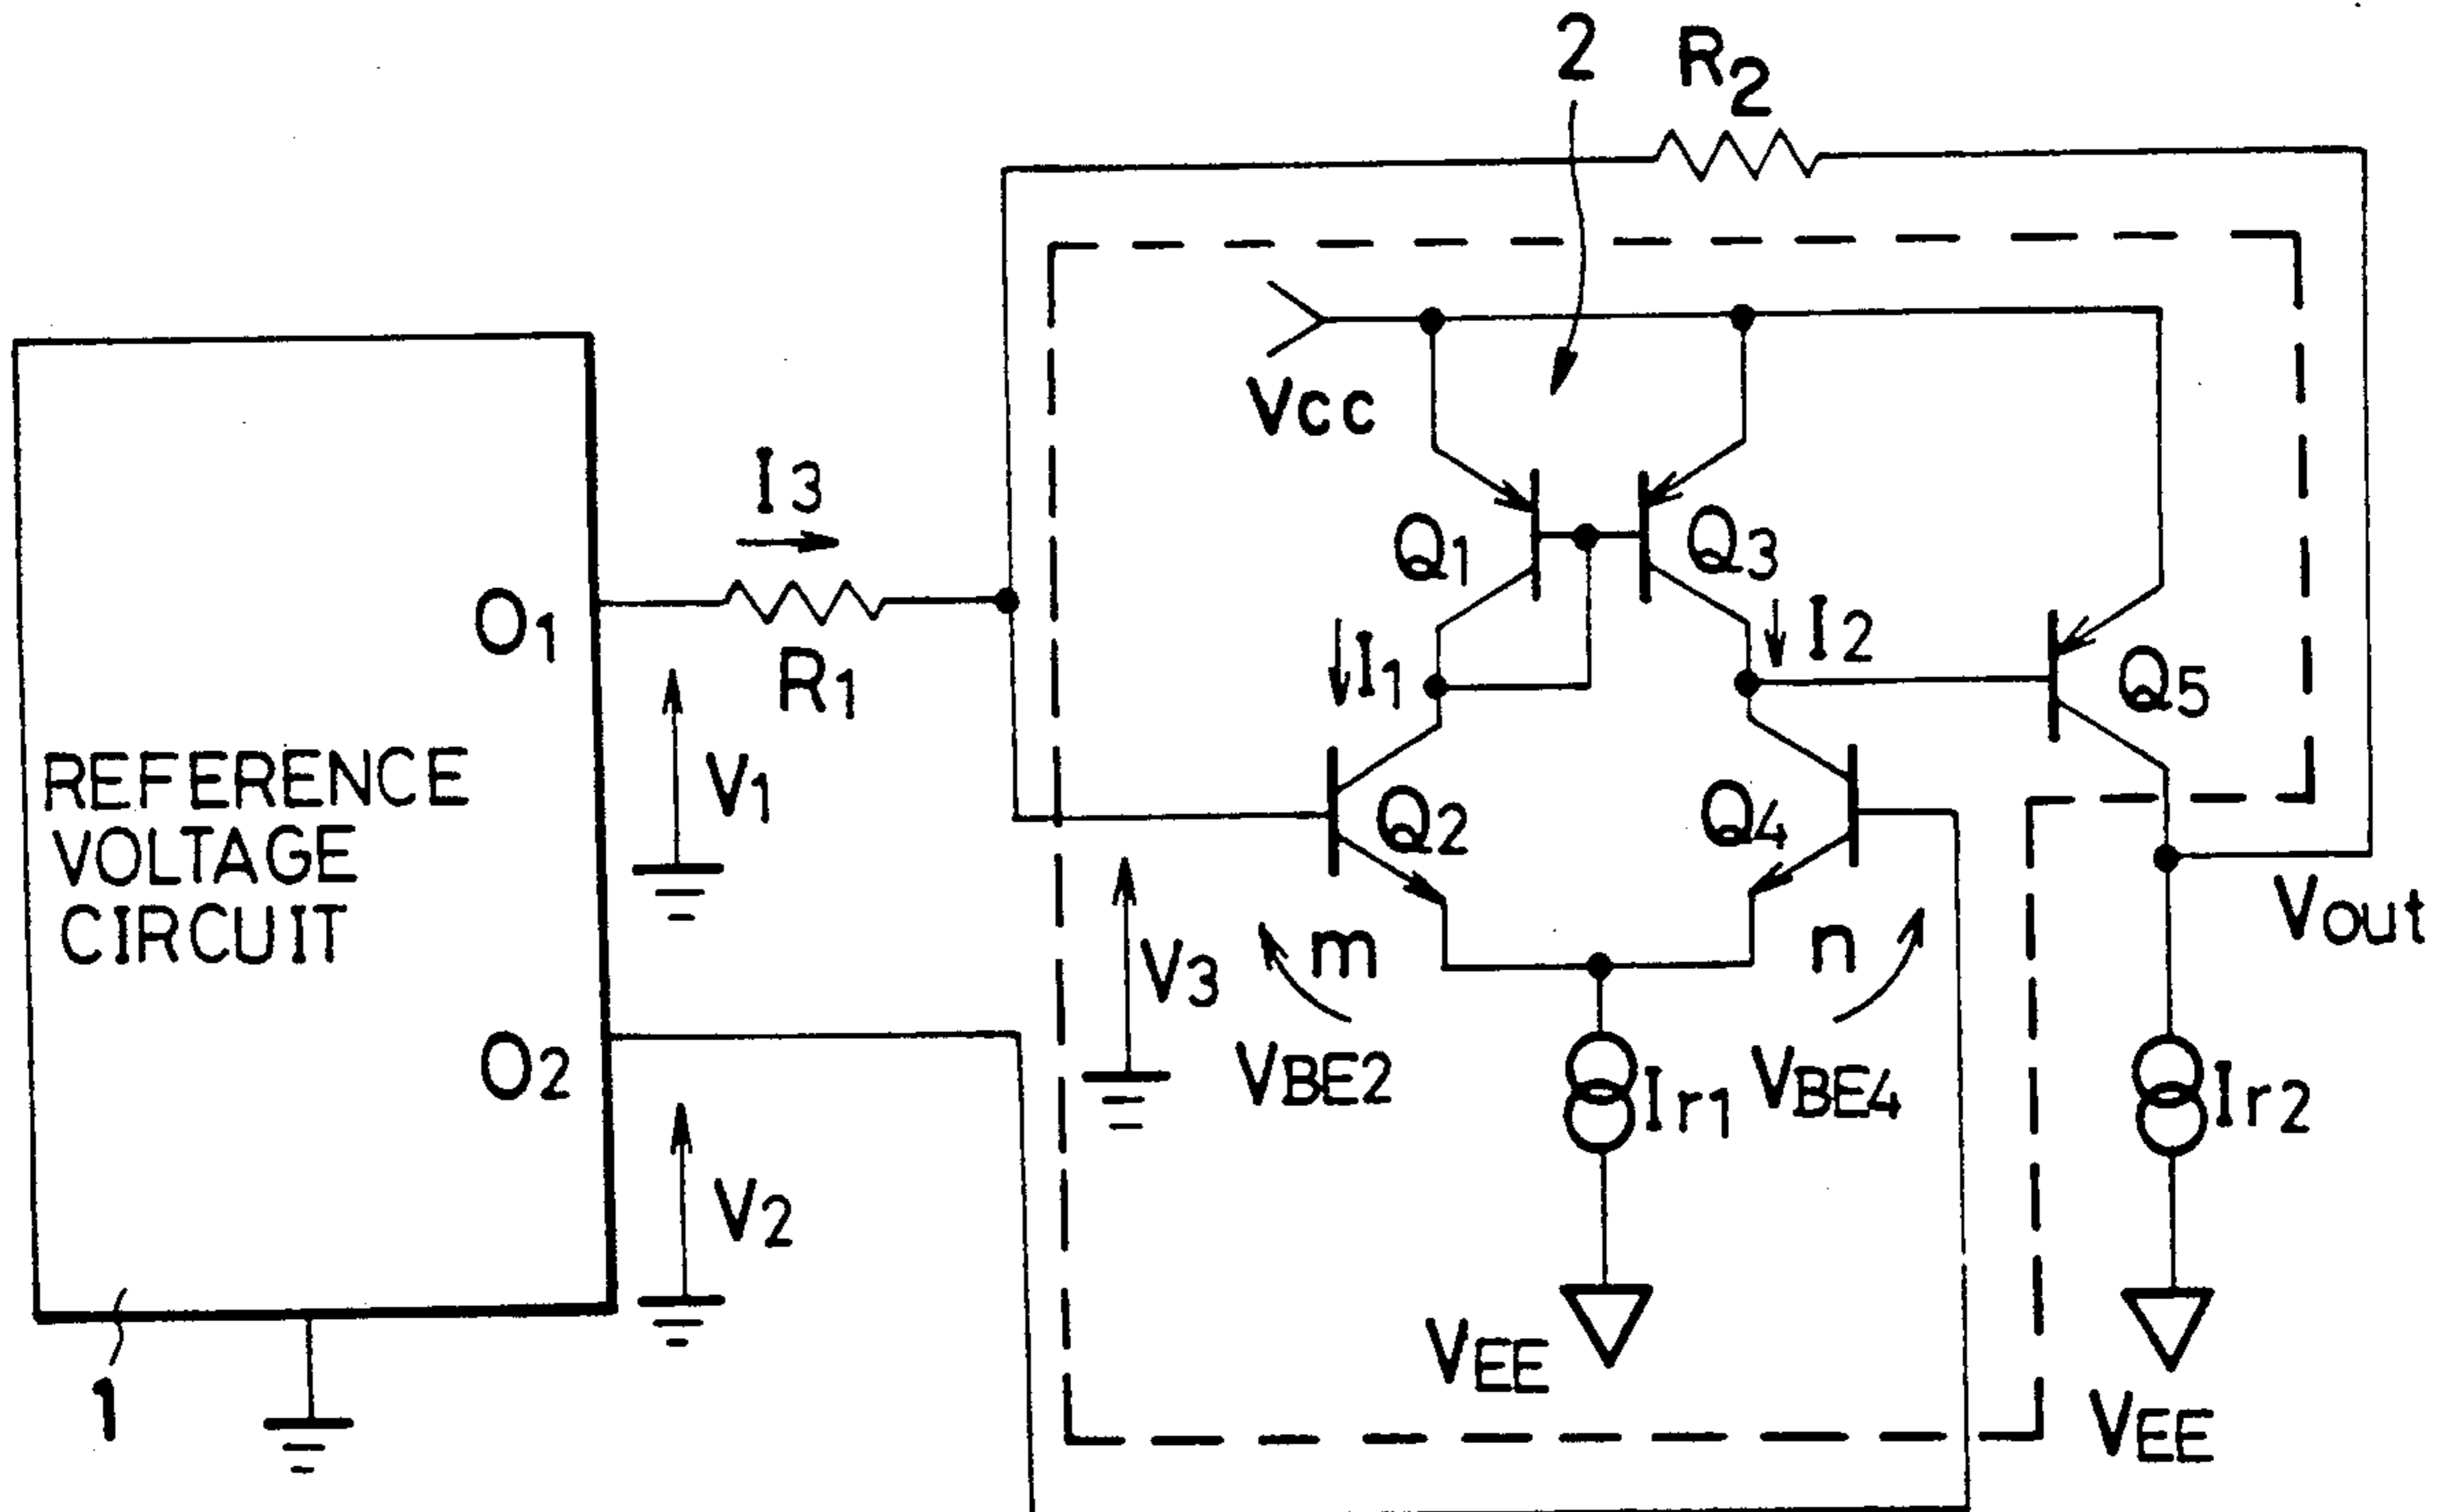 2
R2
Vcc
I3
Q1
Q3
O1
R1
I1
I2
Q5
REFERENCE
VOLTAGE
CIRCUIT
V1
Q2
Q4
Vout
m
n
V3
O2
VBE2
Ir1
VBE4
Ir2
V2
VEE
1
VEE